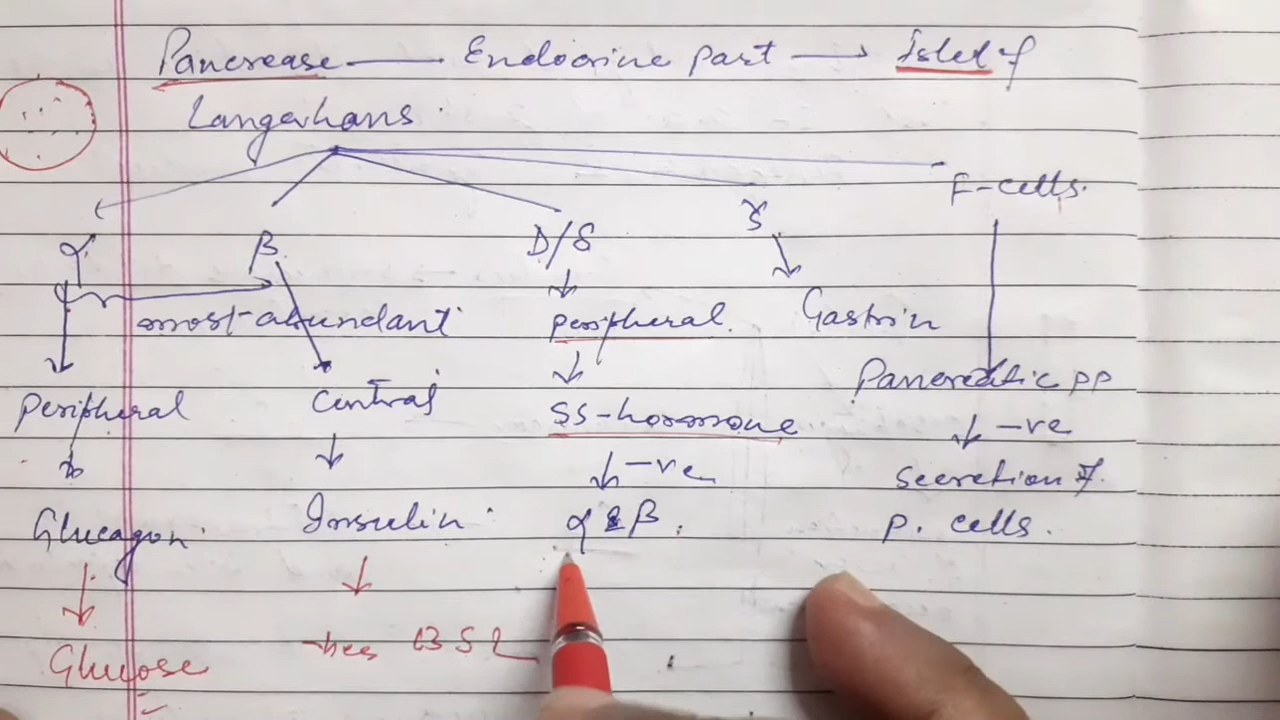 Pancrease —— Endocrine part —→ Islet of
Langerhans.
F-cells.
α β D/δ
most abundant peripheral. Gastrin
Peripheral Central SS-hormone Pancreatic PP
-ve
-ve secretion of
Glucagon. Insulin. α & β. P. cells.
Glucose BSL